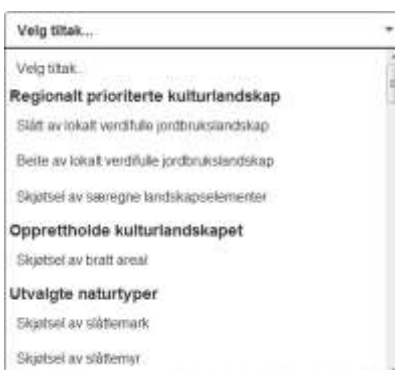 Velg tiltak...
Velg tiltak...
Regionalt prioriterte kulturlandskap
Slått av lokalt verdifulle jordbrukslandskap
Beite av lokalt verdifulle jordbrukslandskap
Skjøtsel av særegne landskapselementer
Opprettholde kulturlandskapet
Skjøtsel av bratt areal
Utvalgte naturtyper
Skjøtsel av slåttemark
Skjøtsel av slåttemyr